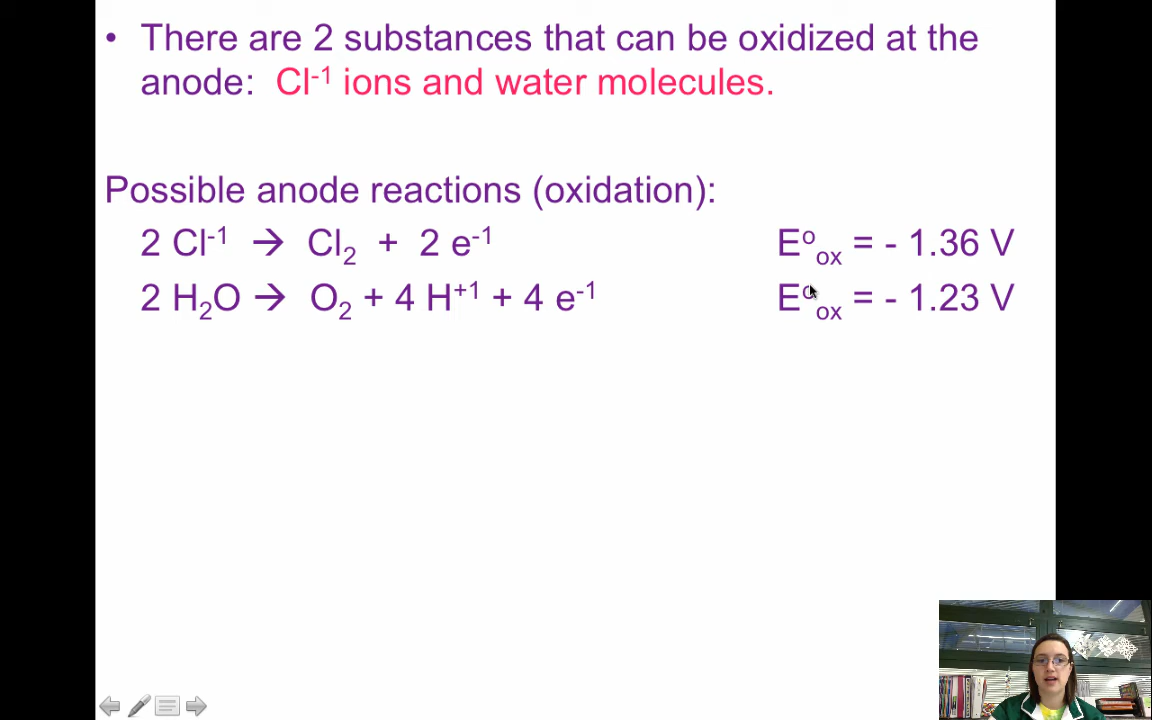 • There are 2 substances that can be oxidized at the
anode: Cl⁻¹ ions and water molecules.
Possible anode reactions (oxidation):
2 Cl⁻¹ → Cl₂ + 2 e⁻¹ Eᵒₒₓ = - 1.36 V
2 H₂O → O₂ + 4 H⁺¹ + 4 e⁻¹ Eᵒₒₓ = - 1.23 V